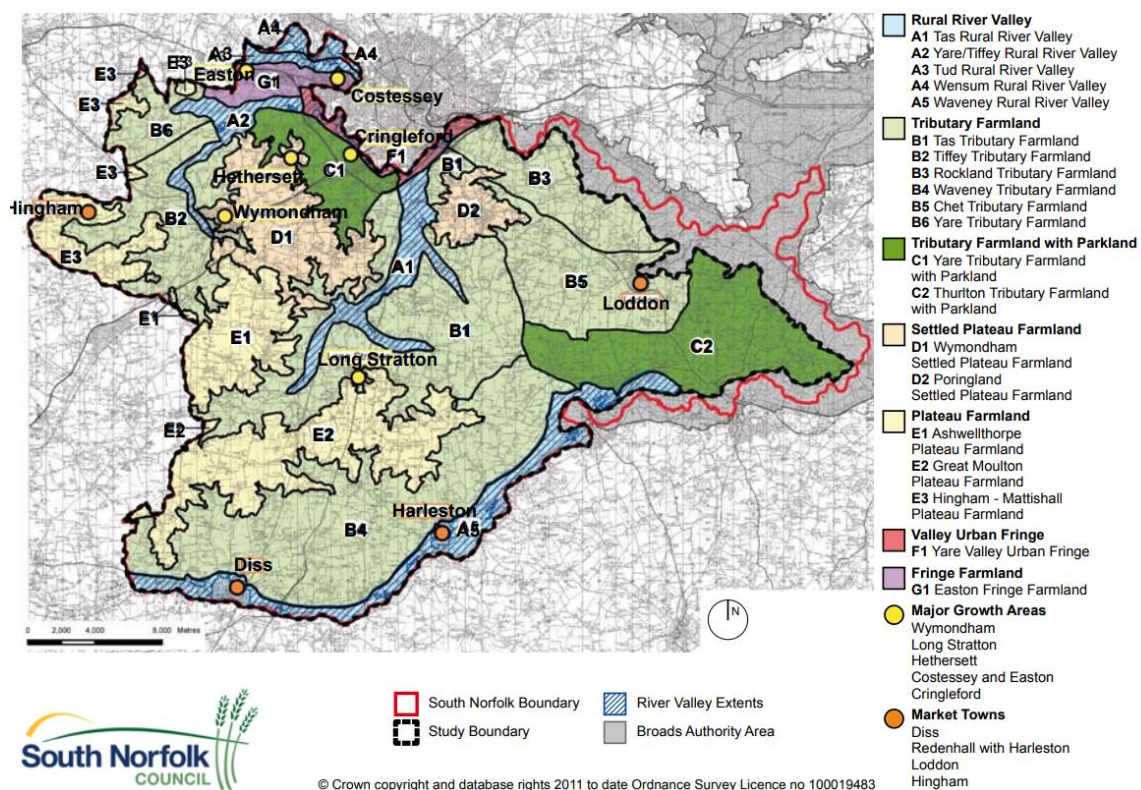 A4
A3
A4
E3
E3
Easton
G1
Costessey
E3
B6
A2
Cringleford
F1
C1
B1
B3
E3
Hethersett
Hingham
B2
Wymondham
D2
D1
E3
A1
B5
Loddon
E1
E1
B1
C2
Long Stratton
E2
E2
Harleston
B4
A5
Diss
0 2,000 4,000 8,000 Metres
N
Rural River Valley
A1 Tas Rural River Valley
A2 Yare/Tiffey Rural River Valley
A3 Tud Rural River Valley
A4 Wensum Rural River Valley
A5 Waveney Rural River Valley
Tributary Farmland
B1 Tas Tributary Farmland
B2 Tiffey Tributary Farmland
B3 Rockland Tributary Farmland
B4 Waveney Tributary Farmland
B5 Chet Tributary Farmland
B6 Yare Tributary Farmland
Tributary Farmland with Parkland
C1 Yare Tributary Farmland
with Parkland
C2 Thurlton Tributary Farmland
with Parkland
Settled Plateau Farmland
D1 Wymondham
Settled Plateau Farmland
D2 Poringland
Settled Plateau Farmland
Plateau Farmland
E1 Ashwellthorpe
Plateau Farmland
E2 Great Moulton
Plateau Farmland
E3 Hingham - Mattishall
Plateau Farmland
Valley Urban Fringe
F1 Yare Valley Urban Fringe
Fringe Farmland
G1 Easton Fringe Farmland
Major Growth Areas
Wymondham
Long Stratton
Hethersett
Costessey and Easton
Cringleford
Market Towns
Diss
Redenhall with Harleston
Loddon
Hingham
South Norfolk
COUNCIL
South Norfolk Boundary
Study Boundary
River Valley Extents
Broads Authority Area
© Crown copyright and database rights 2011 to date Ordnance Survey Licence no 100019483